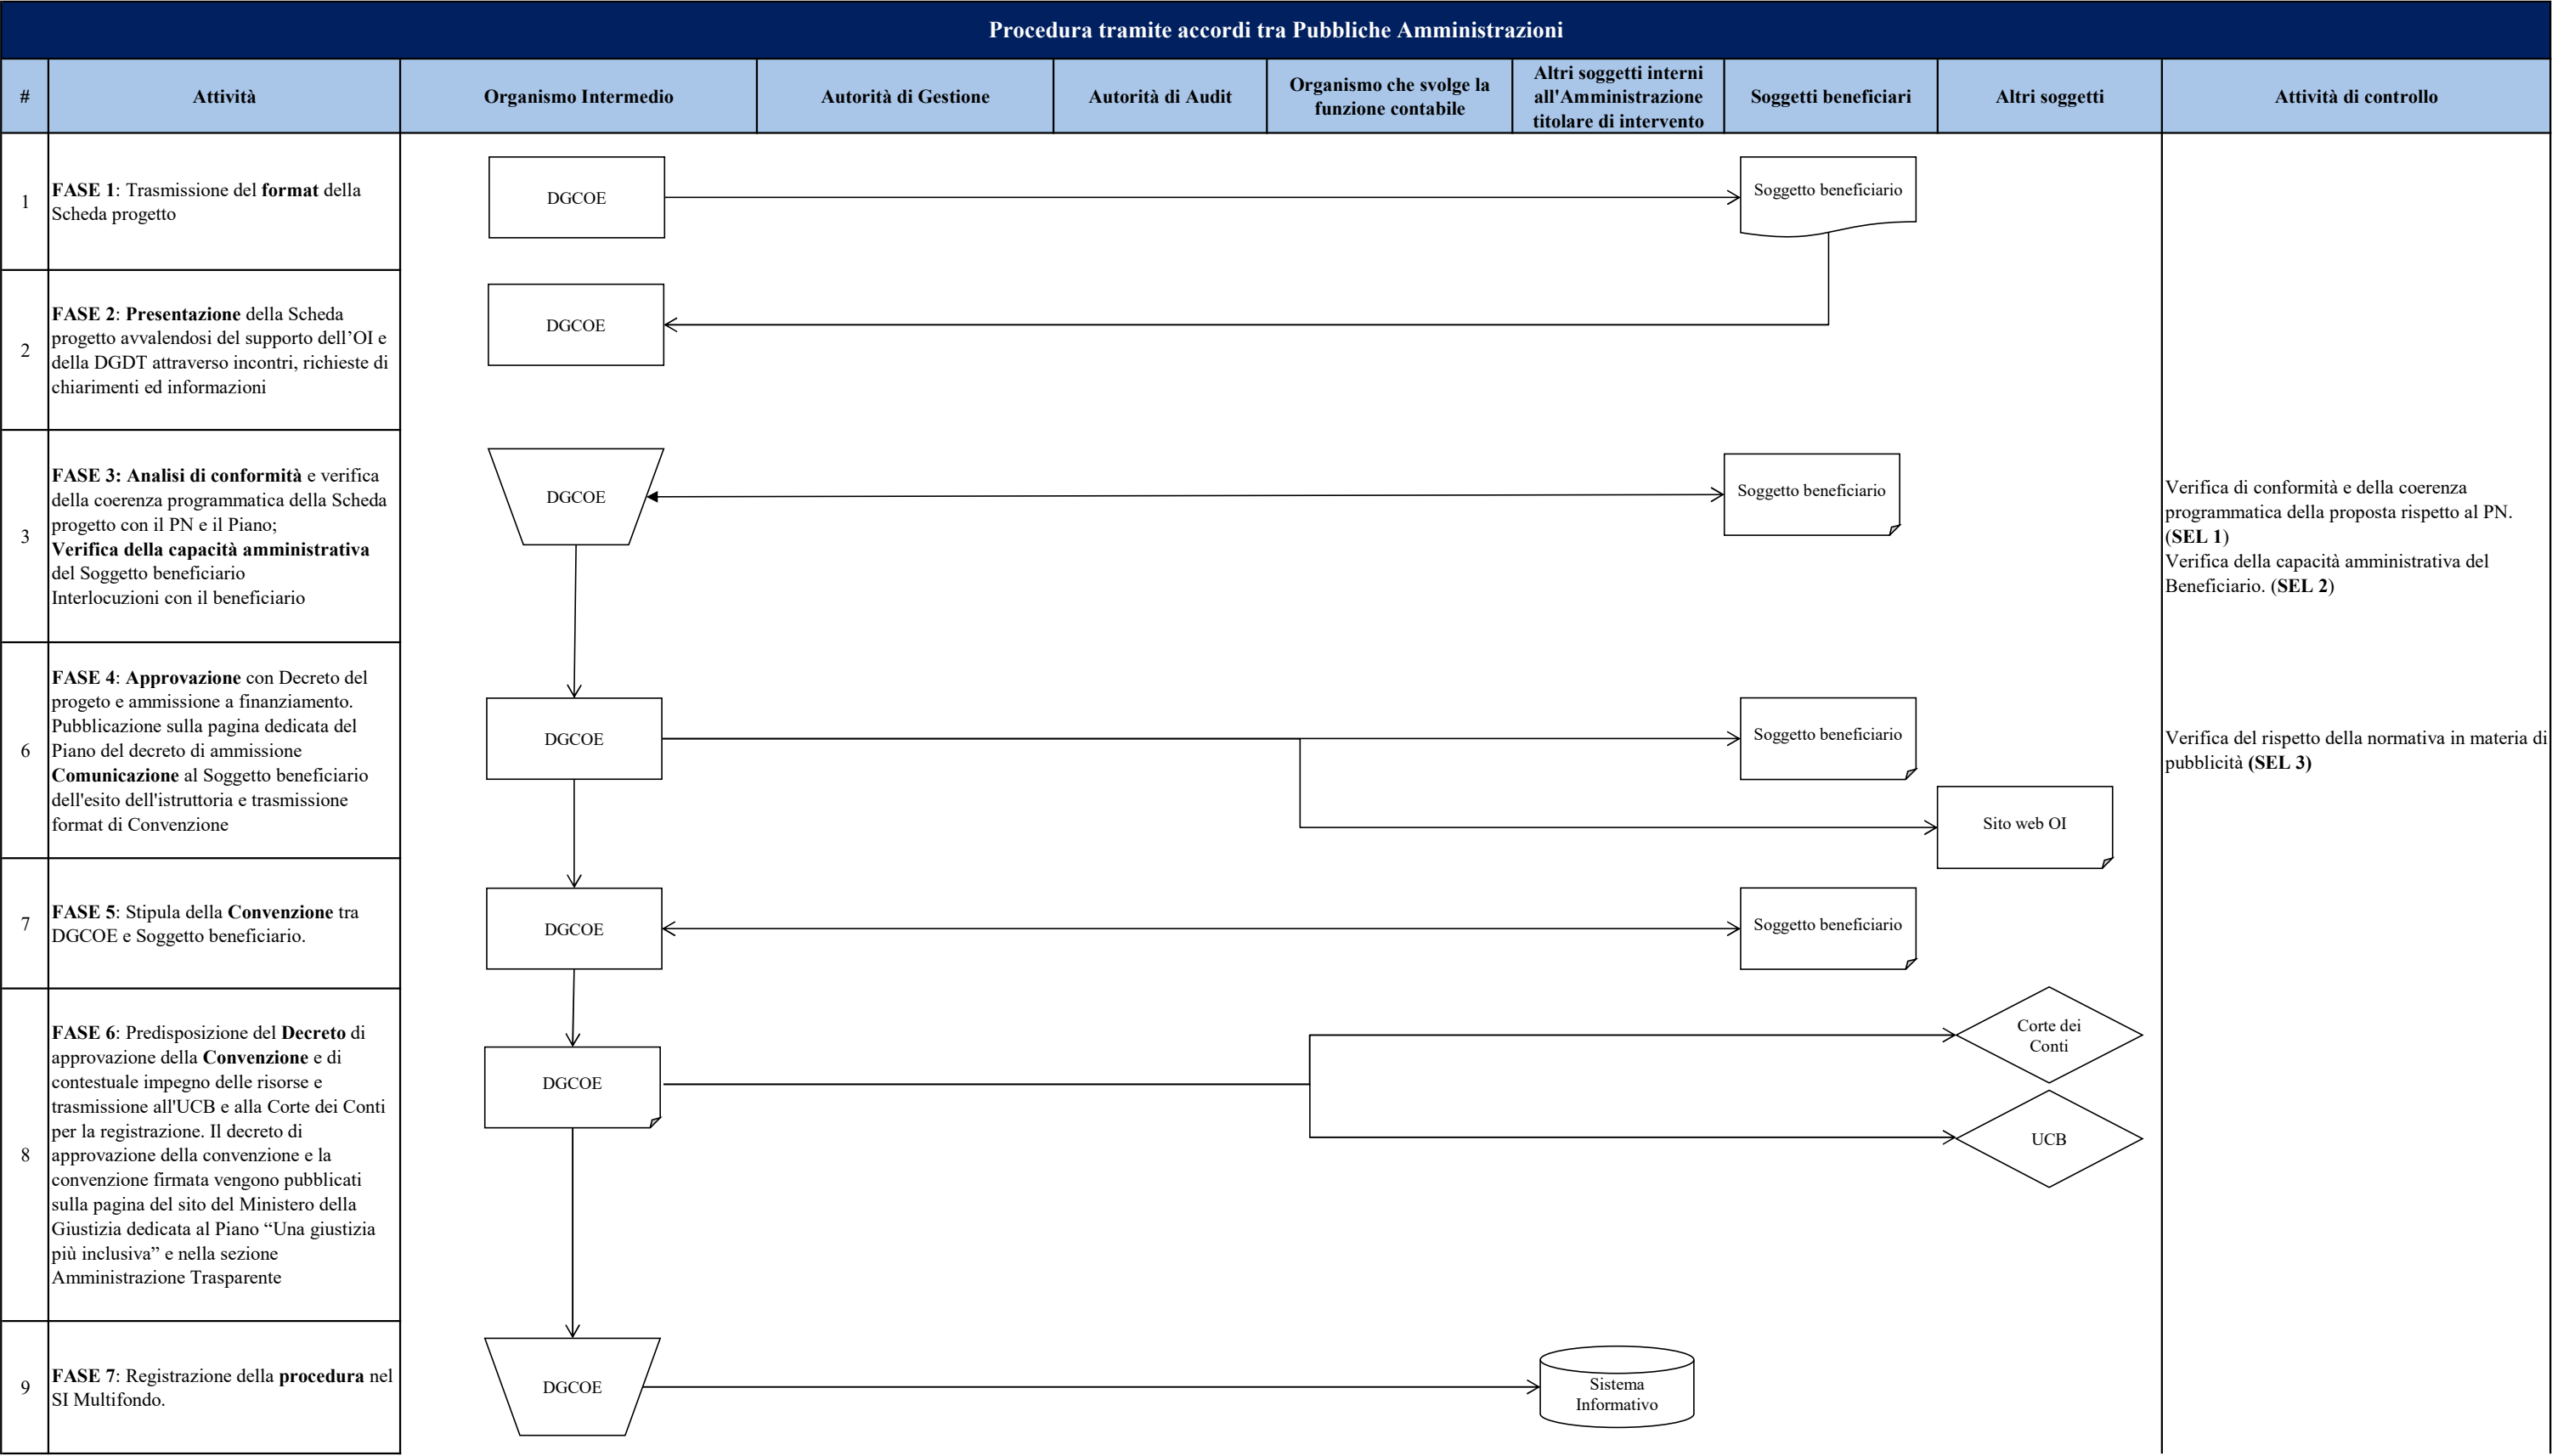 Procedura tramite accordi tra Pubbliche Amministrazioni
#
Attività
Organismo Intermedio
Autorità di Gestione
Autorità di Audit
Organismo che svolge la
funzione contabile
Altri soggetti interni
all'Amministrazione
titolare di intervento
Soggetti beneficiari
Altri soggetti
Attività di controllo
1
FASE 1: Trasmissione del format della
Scheda progetto
DGCOE
Soggetto beneficiario
2
FASE 2: Presentazione della Scheda
progetto avvalendosi del supporto dell’OI e
della DGDT attraverso incontri, richieste di
chiarimenti ed informazioni
DGCOE
3
FASE 3: Analisi di conformità e verifica
della coerenza programmatica della Scheda
progetto con il PN e il Piano;
Verifica della capacità amministrativa
del Soggetto beneficiario
Interlocuzioni con il beneficiario
DGCOE
Soggetto beneficiario
Verifica di conformità e della coerenza
programmatica della proposta rispetto al PN.
(SEL 1)
Verifica della capacità amministrativa del
Beneficiario. (SEL 2)
6
FASE 4: Approvazione con Decreto del
progeto e ammissione a finanziamento.
Pubblicazione sulla pagina dedicata del
Piano del decreto di ammissione
Comunicazione al Soggetto beneficiario
dell'esito dell'istruttoria e trasmissione
format di Convenzione
DGCOE
Soggetto beneficiario
Sito web OI
Verifica del rispetto della normativa in materia di
pubblicità (SEL 3)
7
FASE 5: Stipula della Convenzione tra
DGCOE e Soggetto beneficiario.
DGCOE
Soggetto beneficiario
8
FASE 6: Predisposizione del Decreto di
approvazione della Convenzione e di
contestuale impegno delle risorse e
trasmissione all'UCB e alla Corte dei Conti
per la registrazione. Il decreto di
approvazione della convenzione e la
convenzione firmata vengono pubblicati
sulla pagina del sito del Ministero della
Giustizia dedicata al Piano “Una giustizia
più inclusiva” e nella sezione
Amministrazione Trasparente
DGCOE
Corte dei
Conti
UCB
9
FASE 7: Registrazione della procedura nel
SI Multifondo.
DGCOE
Sistema
Informativo